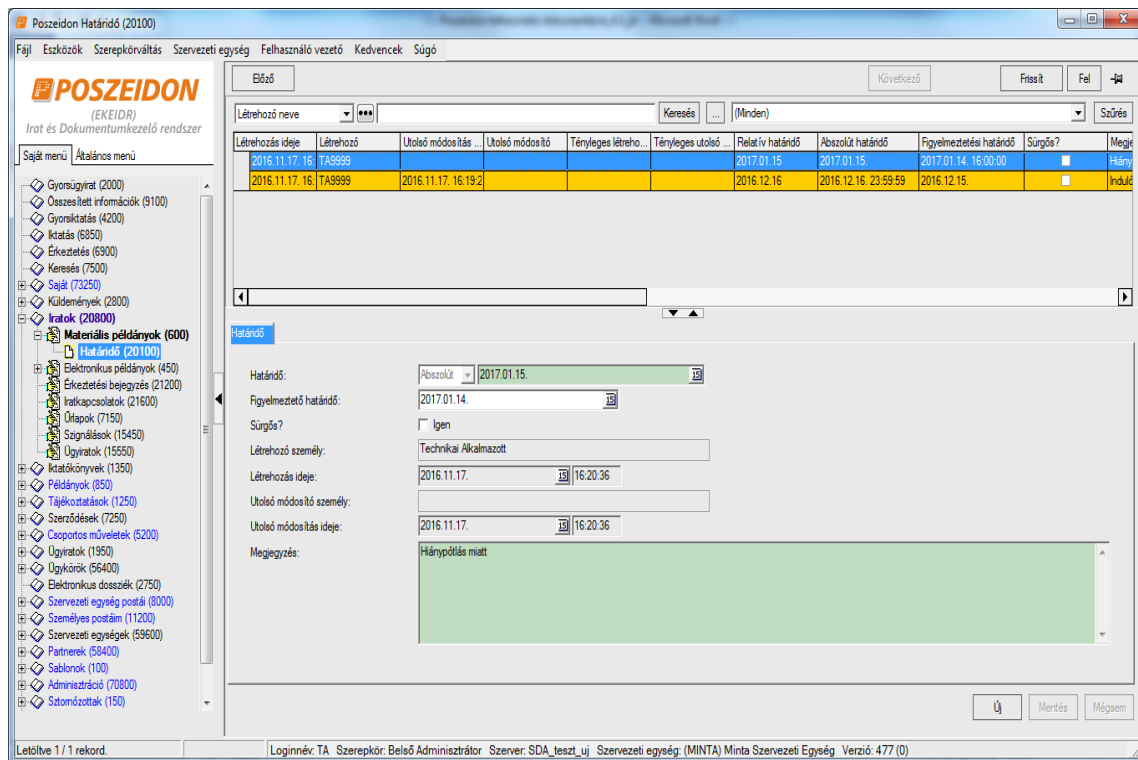 Poszeidon Határidő (20100)
Fájl Eszközök Szerepkörváltás Szervezeti egység Felhasználó vezető Kedvencek Súgó
POSZEIDON
(EKEIDR)
Irat és Dokumentumkezelő rendszer
Saját menü Általános menü
Gyorsügyirat (2000)
Összesített információk (9100)
Gyorsiktatás (4200)
Iktatás (6850)
Érkeztetés (6900)
Keresés (7500)
Saját (73250)
Küldemények (2800)
Iratok (20800)
Materiális példányok (600)
Határidő (20100)
Elektronikus példányok (450)
Érkeztetési bejegyzés (21200)
Iratkapcsolatok (21600)
Űrlapok (7150)
Szignálások (15450)
Ügyiratok (15550)
Iktatókönyvek (1350)
Példányok (850)
Tájékoztatások (1250)
Szerződések (7250)
Csoportos műveletek (5200)
Ügyiratok (1950)
Ügykörök (56400)
Elektronikus dossziék (2750)
Szervezeti egység postái (8000)
Személyes postáim (11200)
Szervezeti egységek (59600)
Partnerek (58400)
Sablonok (100)
Adminisztráció (70800)
Sztornózottak (150)
Előző Következő Frissít Fel
Létrehozó neve Keresés ... (Minden) Szűrés
Létrehozás ideje Létrehozó Utolsó módosítás ... Utolsó módosító Tényleges létreho... Tényleges utolsó ... Relatív határidő Abszolút határidő Figyelmeztetési határidő Sürgős? Megje
2016.11.17. 16: TA9999 2017.01.15 2017.01.15. 2017.01.14. 16:00:00 Hiány
2016.11.17. 16: TA9999 2016.11.17. 16:19:2 2016.12.16 2016.12.16. 23:59:59 2016.12.15. Induló
Határidő
Határidő: Abszolút 2017.01.15. 15
Figyelmeztető határidő: 2017.01.14. 15
Sürgős? Igen
Létrehozó személy: Technikai Alkalmazott
Létrehozás ideje: 2016.11.17. 15 16:20:36
Utolsó módosító személy:
Utolsó módosítás ideje: 2016.11.17. 15 16:20:36
Megjegyzés: Hiánypótlás miatt
Új Mentés Mégsem
Letöltve 1 / 1 rekord. Loginnév: TA Szerepkör: Belső Adminisztrátor Szerver: SDA_teszt_uj Szervezeti egység: (MINTA) Minta Szervezeti Egység Verzió: 477 (0)